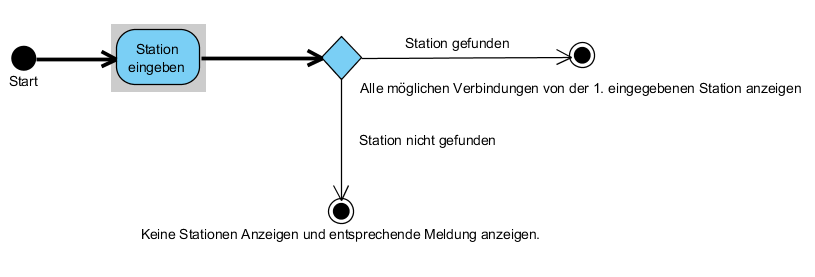 Start
Station
eingeben
Station gefunden
Alle möglichen Verbindungen von der 1. eingegebenen Station anzeigen
Station nicht gefunden
Keine Stationen Anzeigen und entsprechende Meldung anzeigen.